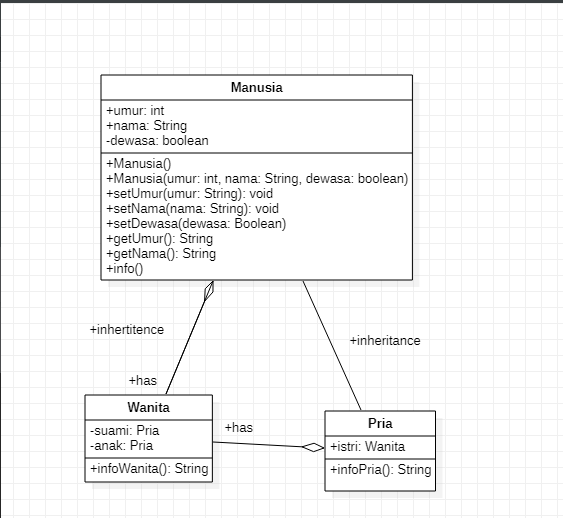 Manusia
+umur: int
+nama: String
-dewasa: boolean
+Manusia()
+Manusia(umur: int, nama: String, dewasa: boolean)
+setUmur(umur: String): void
+setNama(nama: String): void
+setDewasa(dewasa: Boolean)
+getUmur(): String
+getNama(): String
+info()
+inhertitence
+inheritance
+has
Wanita
-suami: Pria
-anak: Pria
+infoWanita(): String
+has
Pria
+istri: Wanita
+infoPria(): String